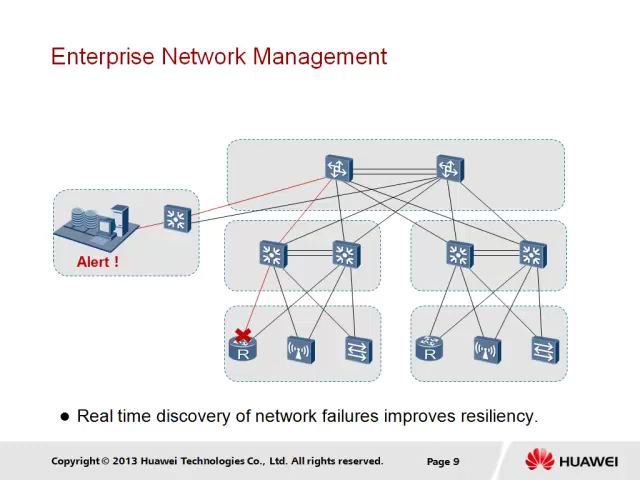 Enterprise Network Management
Alert !
R
R
● Real time discovery of network failures improves resiliency.
Copyright © 2013 Huawei Technologies Co., Ltd. All rights reserved.
Page 9
HUAWEI